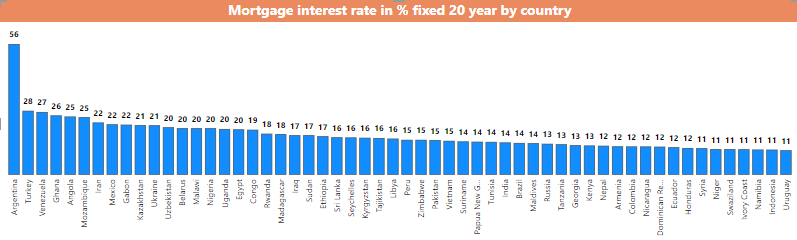 Mortgage interest rate in % fixed 20 year by country
56
28
27
26
25
25
22
22
22
21
21
20
20
20
20
20
20
19
18
18
17
17
17
16
16
16
16
16
15
15
15
15
14
14
14
14
14
14
13
13
13
13
12
12
12
12
12
12
12
11
11
11
11
11
11
11
Argentina
Turkey
Venezuela
Ghana
Angola
Mozambique
Iran
Mexico
Gabon
Kazakhstan
Ukraine
Uzbekistan
Belarus
Malawi
Nigeria
Uganda
Egypt
Congo
Rwanda
Madagascar
Iraq
Sudan
Ethiopia
Sri Lanka
Seychelles
Kyrgyzstan
Tajikistan
Libya
Peru
Zimbabwe
Pakistan
Vietnam
Suriname
Papua New G...
Tunisia
India
Brazil
Maldives
Russia
Tanzania
Georgia
Kenya
Nepal
Armenia
Colombia
Nicaragua
Dominican Re...
Ecuador
Honduras
Syria
Niger
Swaziland
Ivory Coast
Namibia
Indonesia
Uruguay